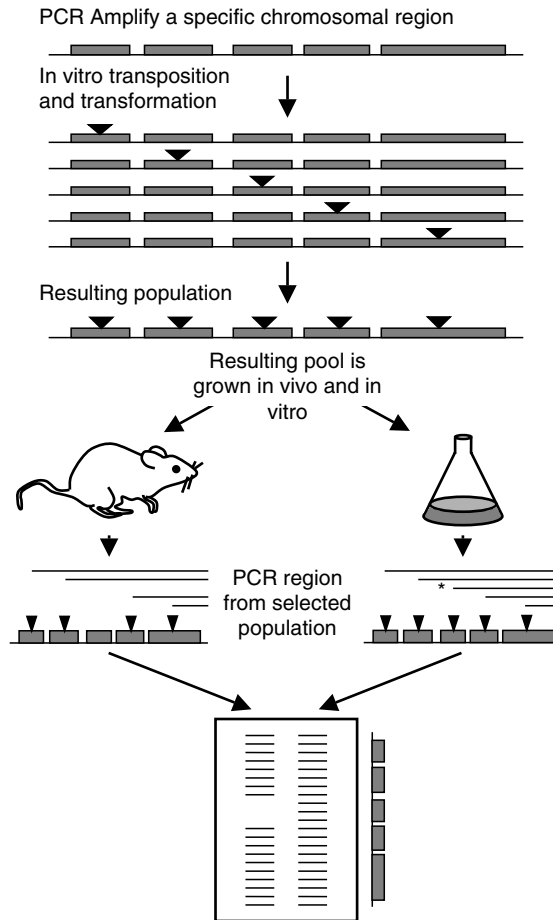 PCR Amplify a specific chromosomal region
In vitro transposition
and transformation
Resulting population
Resulting pool is
grown in vivo and in
vitro
PCR region
from selected
population
*